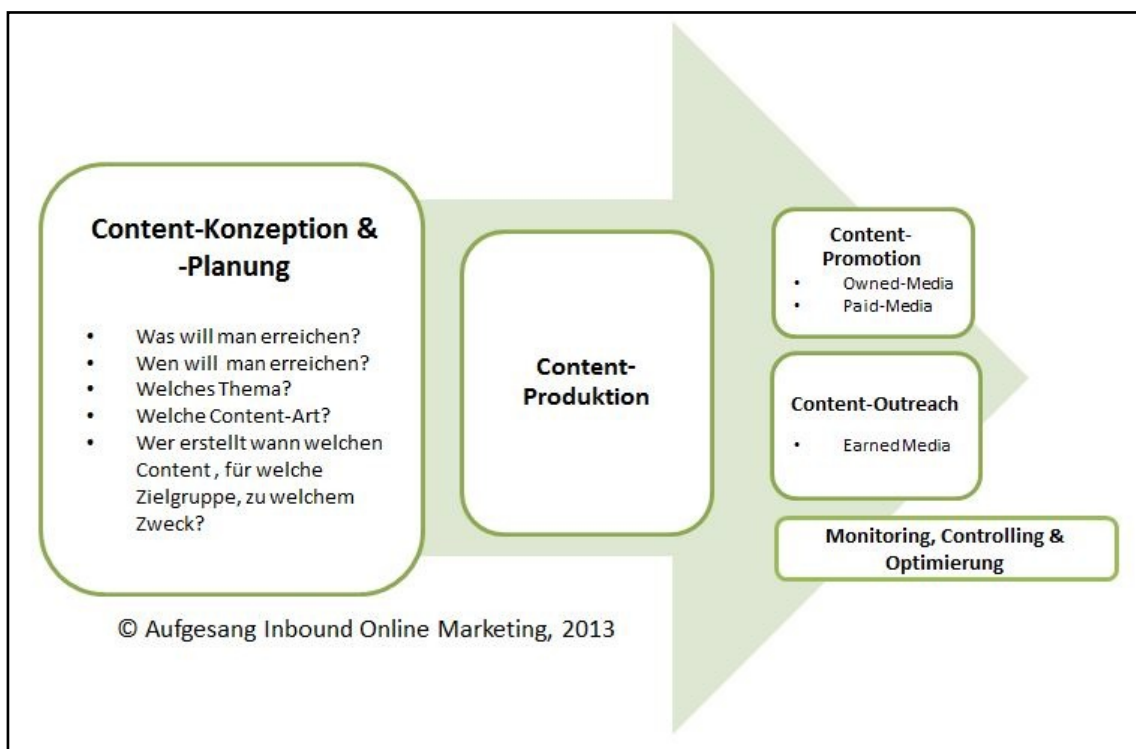 Content-Konzeption &
-Planung
• Was will man erreichen?
• Wen will man erreichen?
• Welches Thema?
• Welche Content-Art?
• Wer erstellt wann welchen
Content , für welche
Zielgruppe, zu welchem
Zweck?
Content-
Produktion
Content-
Promotion
• Owned-Media
• Paid-Media
Content-Outreach
• Earned Media
Monitoring, Controlling &
Optimierung
© Aufgesang Inbound Online Marketing, 2013